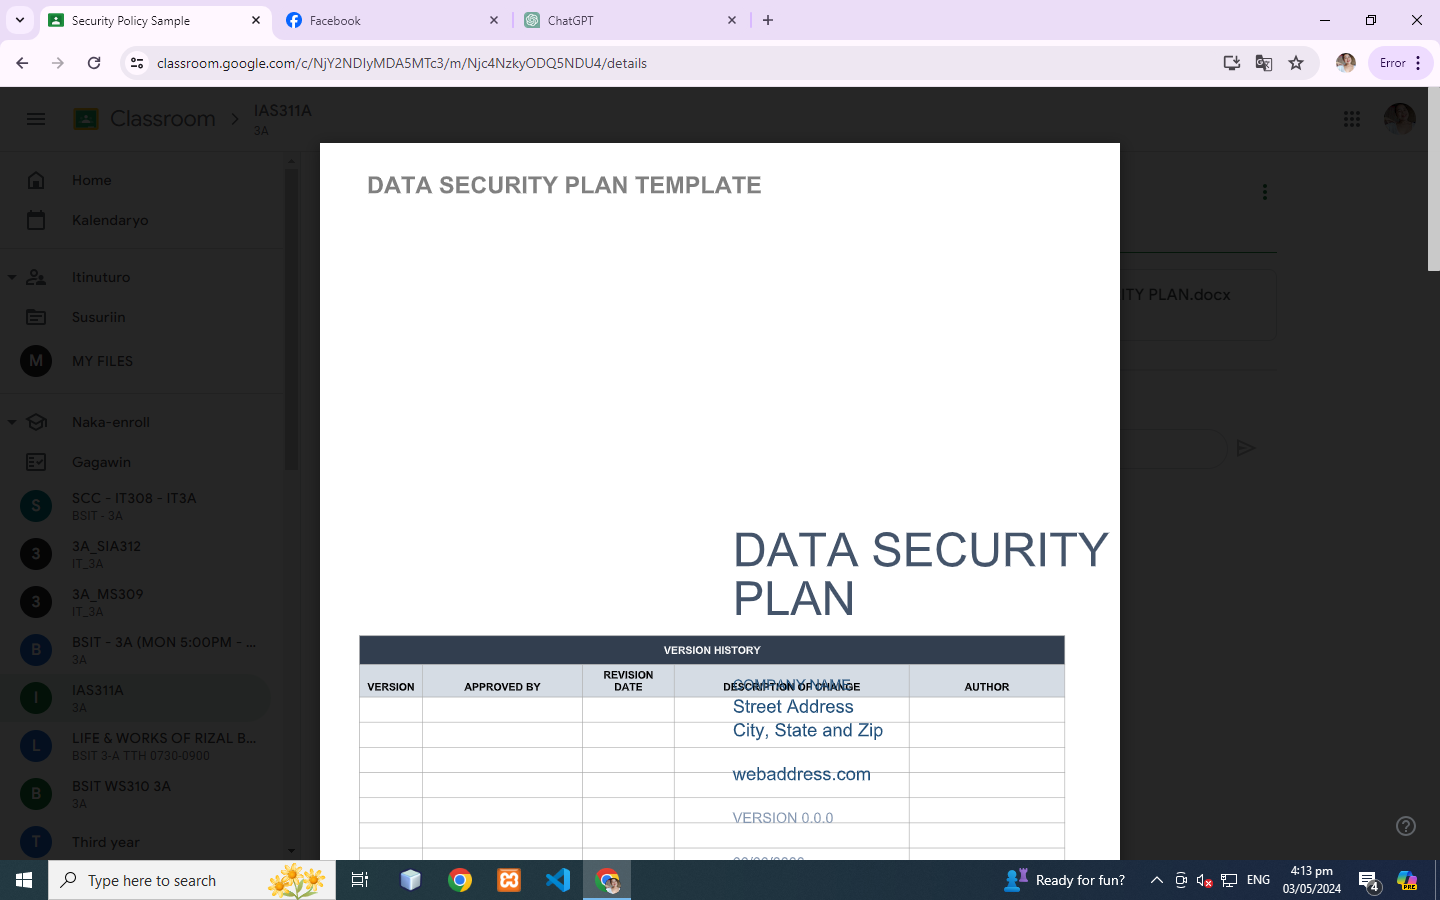 Security Policy Sample
Facebook
ChatGPT
classroom.google.com/c/NjY2NDIyMDA5MTc3/m/Njc4NzkyODQ5NDU4/details
Error
Classroom
IAS311A
3A
Home
Kalendaryo
Itinuturo
Susuriin
M
MY FILES
Naka-enroll
Gagawin
S
SCC - IT308 - IT3A
BSIT - 3A
3
3A_SIA312
IT_3A
3
3A_MS309
IT_3A
B
BSIT - 3A (MON 5:00PM - ...
3A
I
IAS311A
3A
L
LIFE & WORKS OF RIZAL B...
BSIT 3-A TTH 0730-0900
B
BSIT WS310 3A
3A
T
Third year
ITY PLAN.docx
DATA SECURITY PLAN TEMPLATE
DATA SECURITY
PLAN
VERSION HISTORY
VERSION
APPROVED BY
REVISION
DATE
DESCRIPTION OF CHANGE
AUTHOR
COMPANY NAME
Street Address
City, State and Zip
webaddress.com
VERSION 0.0.0
Type here to search
Ready for fun?
ENG
4:13 pm
03/05/2024
4
PRE